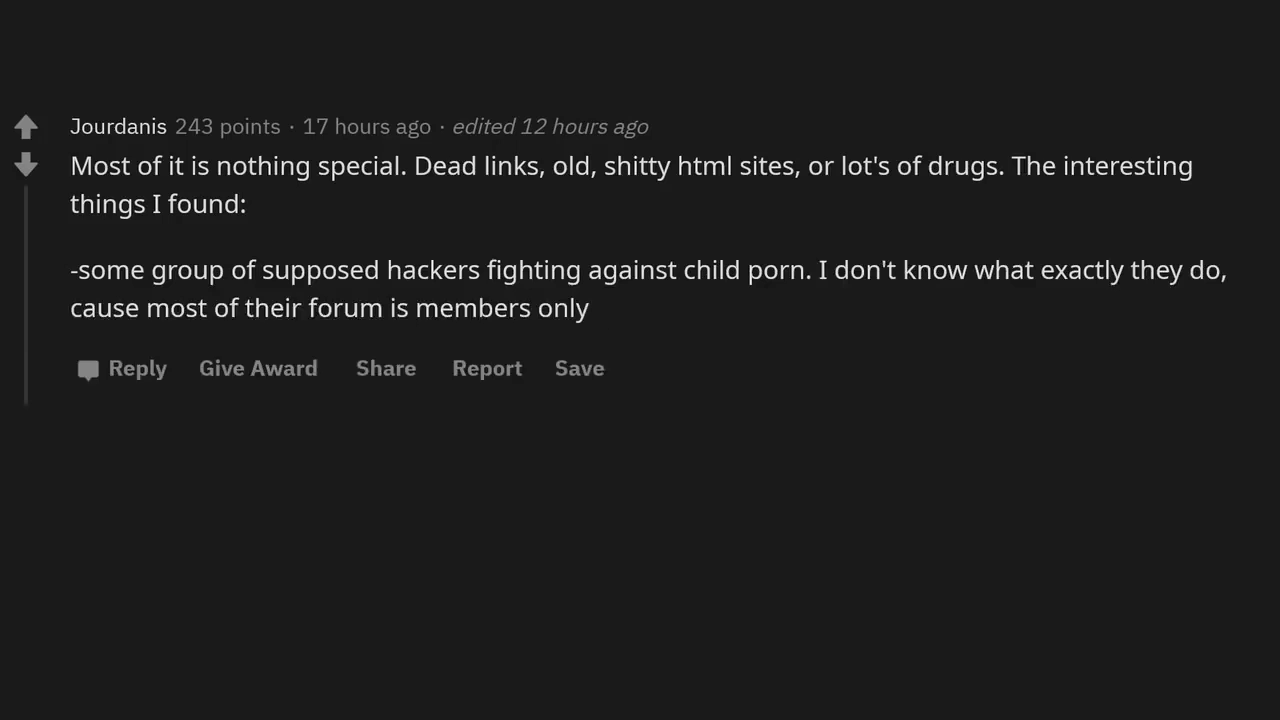 Jourdanis 243 points · 17 hours ago · edited 12 hours ago
Most of it is nothing special. Dead links, old, shitty html sites, or lot's of drugs. The interesting
things I found:
-some group of supposed hackers fighting against child porn. I don't know what exactly they do,
cause most of their forum is members only
Reply Give Award Share Report Save